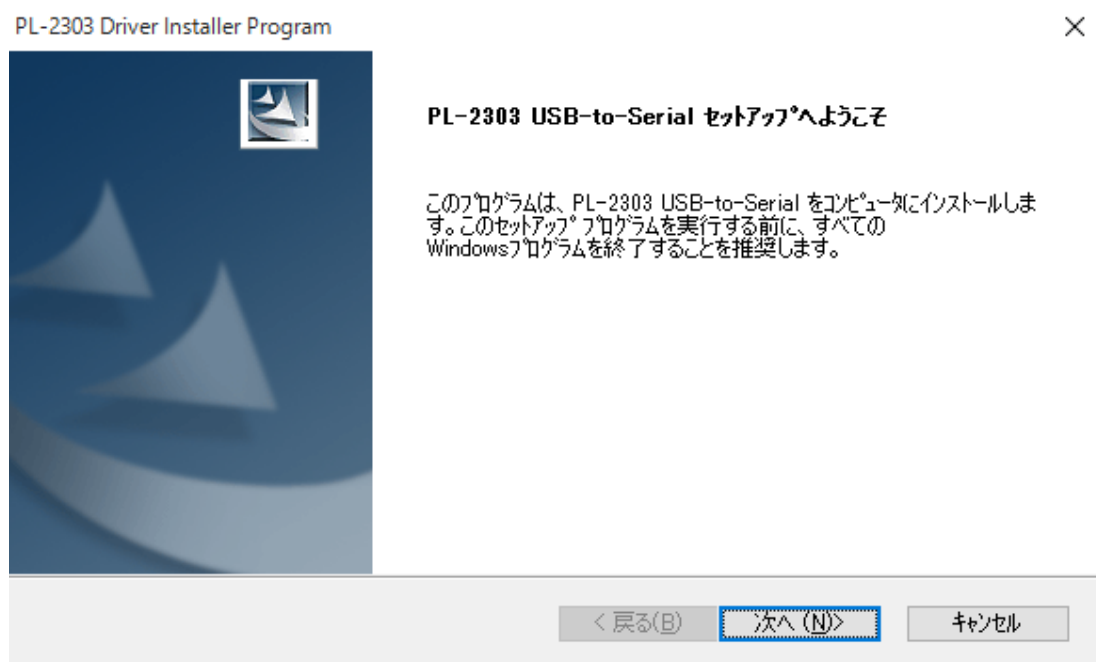 PL-2303 Driver Installer Program
PL-2303 USB-to-Serial ｾｯﾄｱｯﾌﾟへようこそ
このﾌﾟﾛｸﾞﾗﾑは、PL-2303 USB-to-Serial をｺﾝﾋﾟｭｰﾀにｲﾝｽﾄｰﾙしま
す。このｾｯﾄｱｯﾌﾟ ﾌﾟﾛｸﾞﾗﾑを実行する前に、すべての
Windowsﾌﾟﾛｸﾞﾗﾑを終了することを推奨します。
< 戻る(B)
次へ (N)>
ｷｬﾝｾﾙ